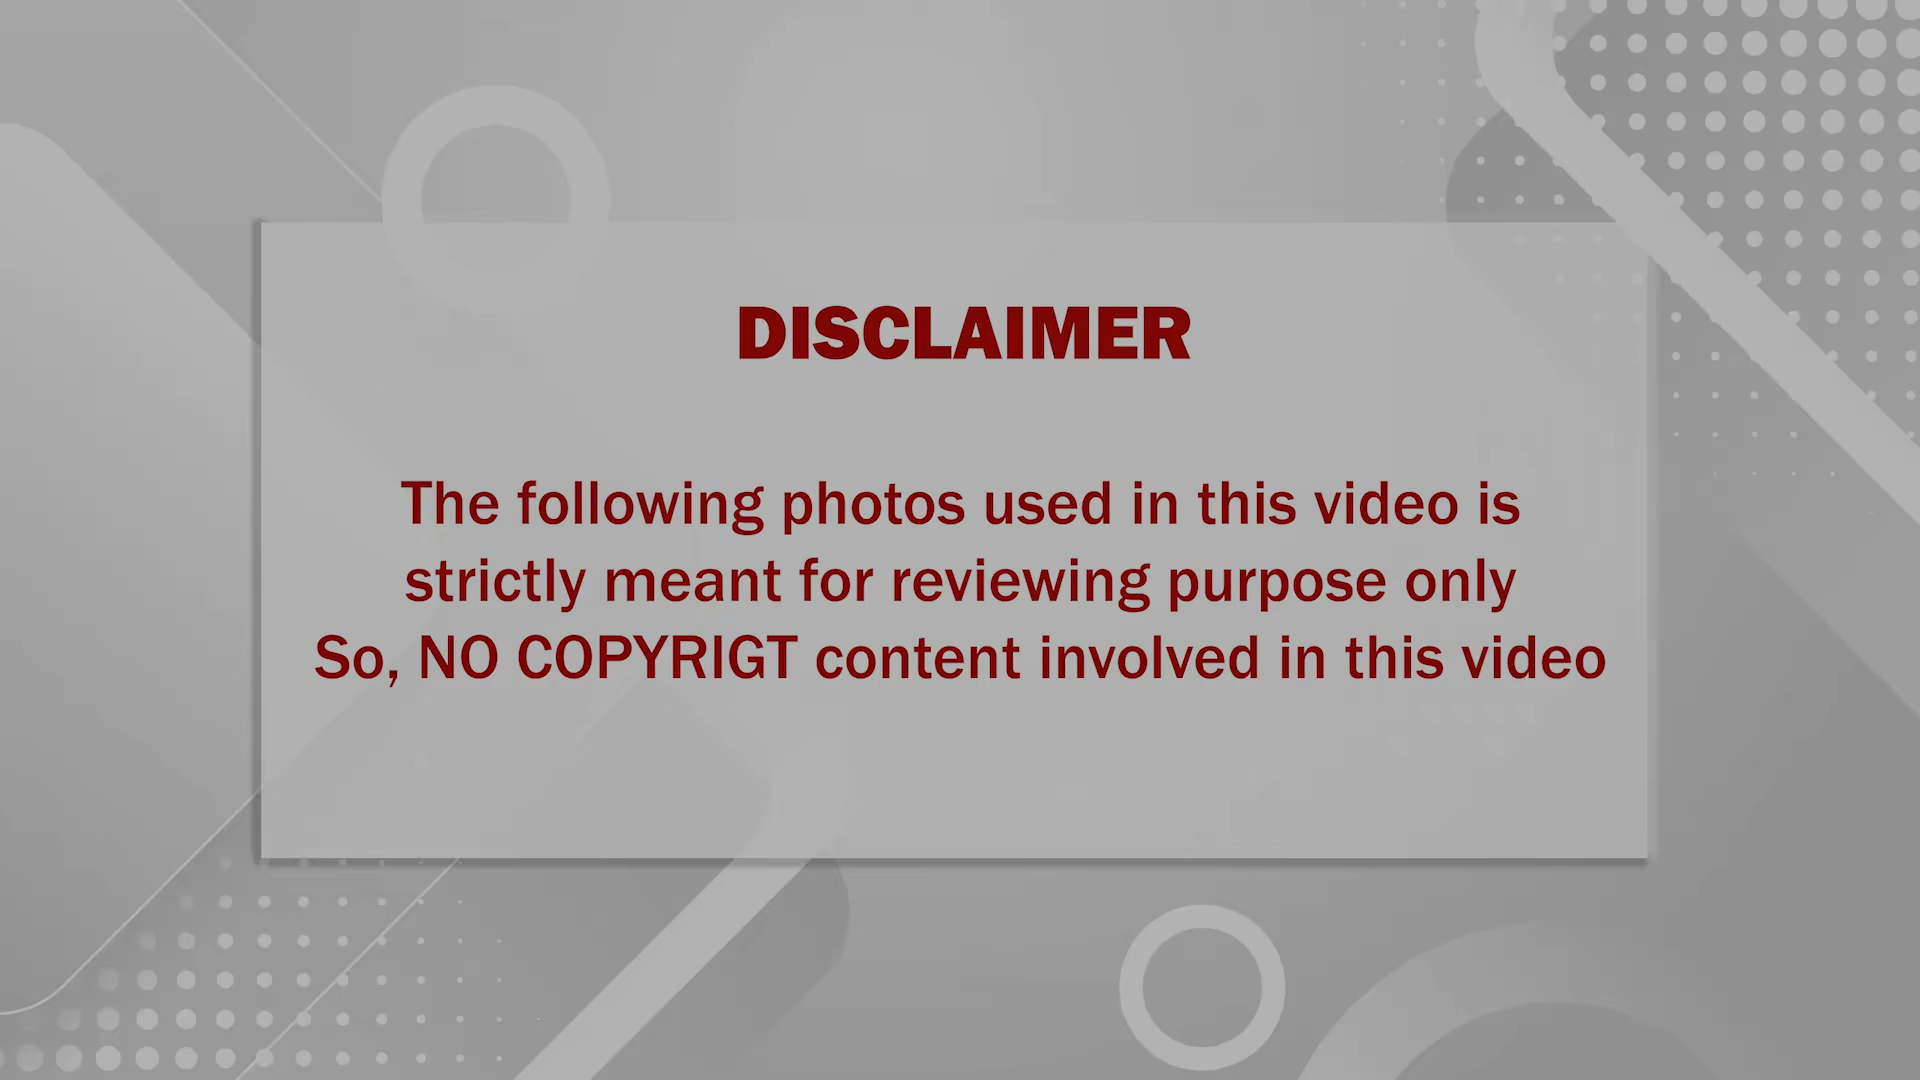 DISCLAIMER
The following photos used in this video is
strictly meant for reviewing purpose only
So, NO COPYRIGT content involved in this video